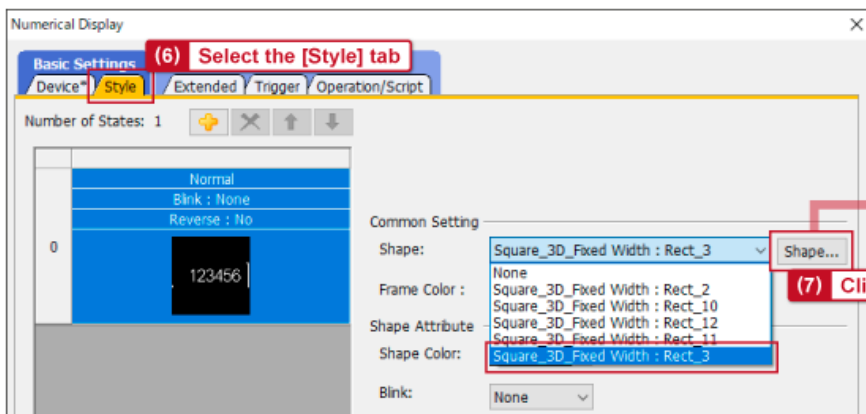 Numerical Display
Basic Settings
(6) Select the [Style] tab
Device* Style Extended Trigger Operation/Script
Number of States: 1
Normal
Blink : None
Reverse : No
0
123456
Common Setting
Shape: Square_3D_Fixed Width : Rect_3 Shape...
None
(7) Cli
Frame Color :
Square_3D_Fixed Width : Rect_2
Square_3D_Fixed Width : Rect_10
Square_3D_Fixed Width : Rect_12
Square_3D_Fixed Width : Rect_11
Square_3D_Fixed Width : Rect_3
Shape Attribute
Shape Color:
Blink: None